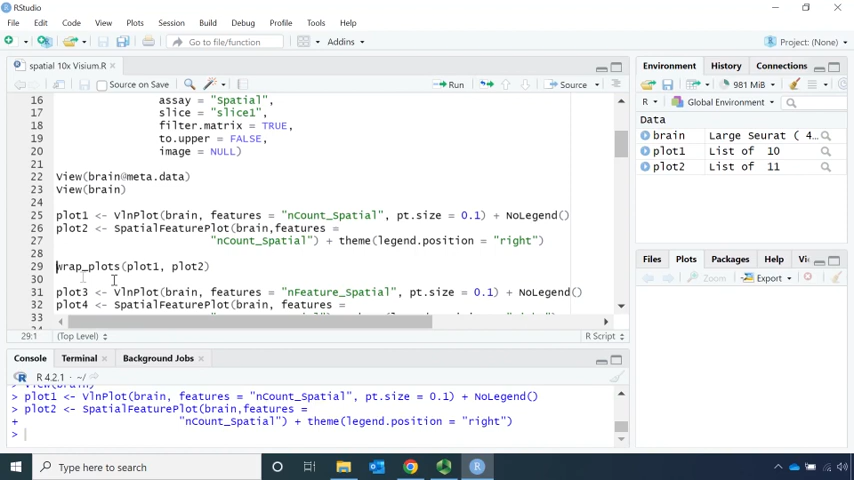 RStudio
File Edit Code View Plots Session Build Debug Profile Tools Help
Go to file/function Addins Project: (None)
spatial 10x Visium.R
Source on Save Run Source
16 assay = "Spatial",
17 slice = "slice1",
18 filter.matrix = TRUE,
19 to.upper = FALSE,
20 image = NULL)
21
22 View(brain@meta.data)
23 View(brain)
24
25 plot1 <- VlnPlot(brain, features = "nCount_Spatial", pt.size = 0.1) + NoLegend()
26 plot2 <- SpatialFeaturePlot(brain,features =
27 "nCount_Spatial") + theme(legend.position = "right")
28
29 wrap_plots(plot1, plot2)
30
31 plot3 <- VlnPlot(brain, features = "nFeature_Spatial", pt.size = 0.1) + NoLegend()
32 plot4 <- SpatialFeaturePlot(brain, features =
33
29:1 (Top Level) R Script
Console Terminal Background Jobs
R 4.2.1 · ~/
View(brain)
> plot1 <- VlnPlot(brain, features = "nCount_Spatial", pt.size = 0.1) + NoLegend()
> plot2 <- SpatialFeaturePlot(brain,features =
+ "nCount_Spatial") + theme(legend.position = "right")
>
Environment History Connections
981 MiB
R Global Environment
Data
brain Large Seurat ( 4...
plot1 List of 10
plot2 List of 11
Files Plots Packages Help Vi
Zoom Export
Type here to search